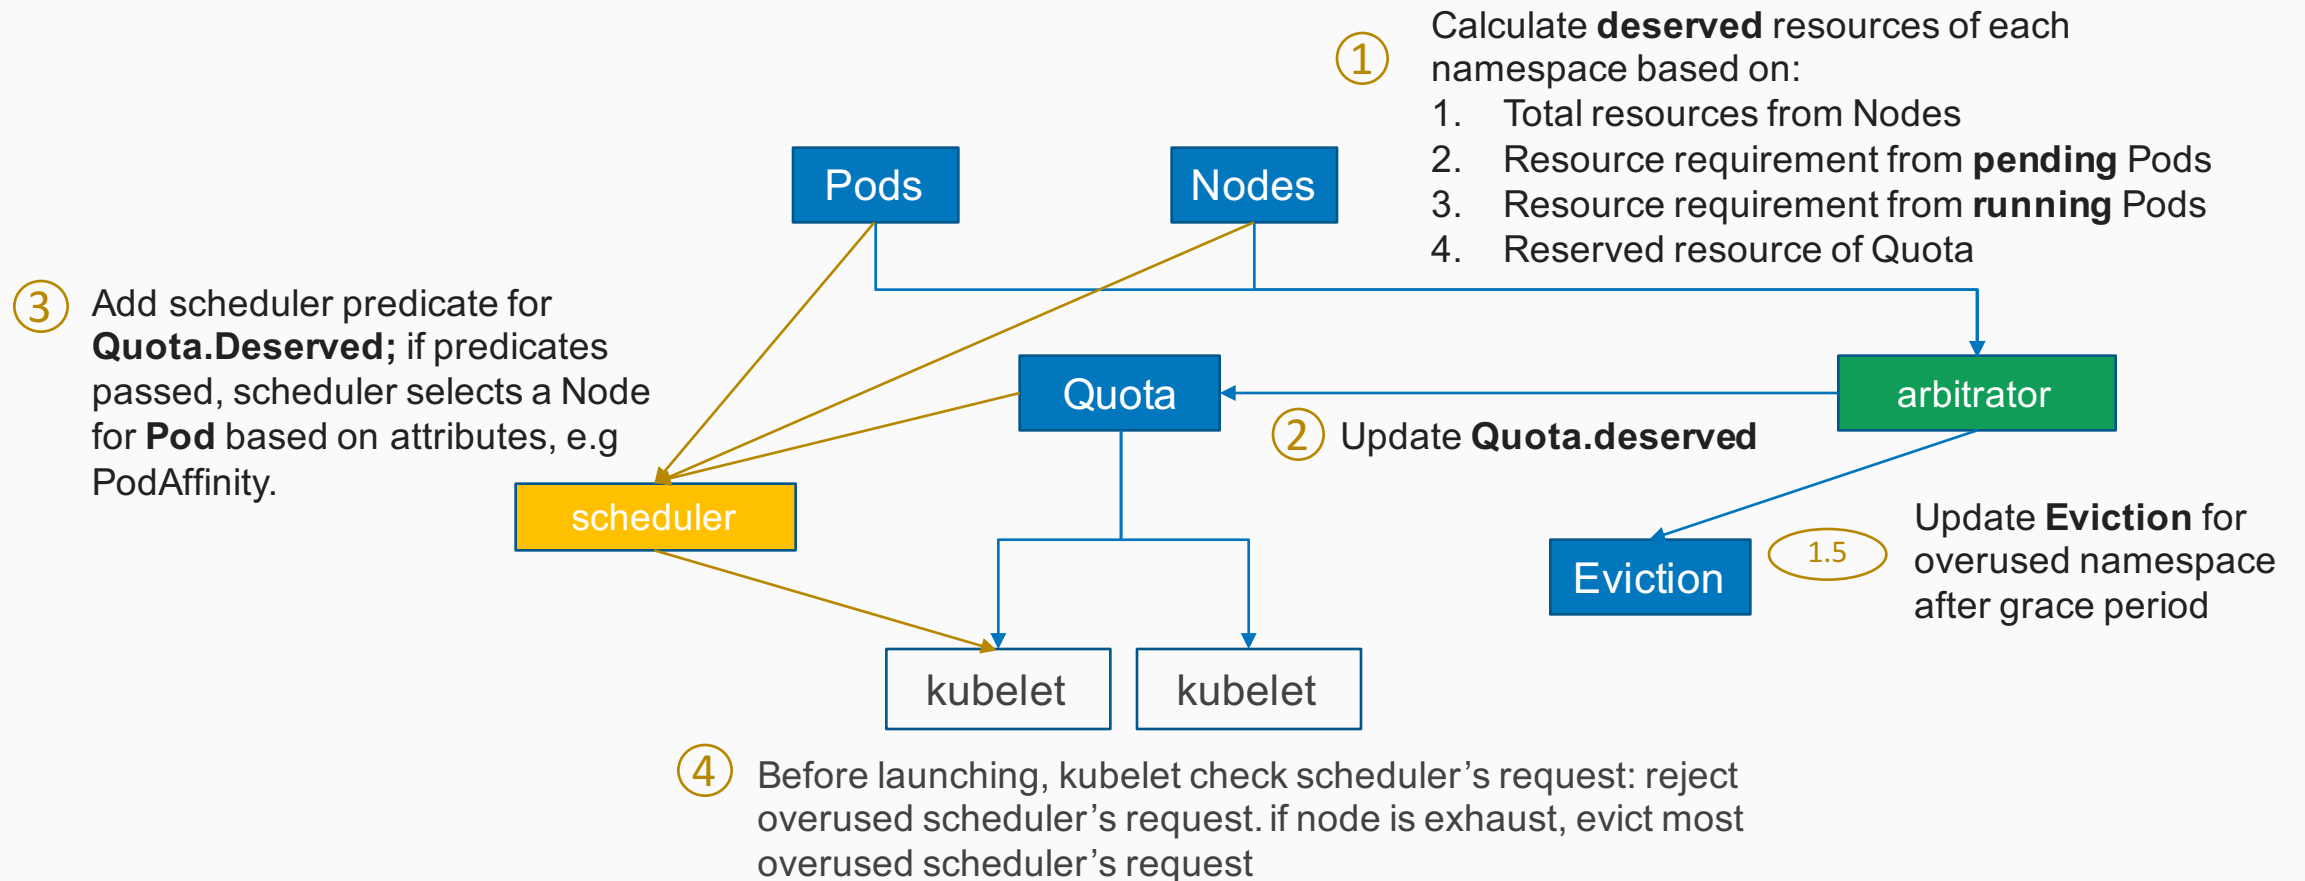 1
Calculate deserved resources of each
namespace based on:
1. Total resources from Nodes
2. Resource requirement from pending Pods
3. Resource requirement from running Pods
4. Reserved resource of Quota
Pods
Nodes
3
Add scheduler predicate for
Quota.Deserved; if predicates
passed, scheduler selects a Node
for Pod based on attributes, e.g
PodAffinity.
Quota
arbitrator
2
Update Quota.deserved
scheduler
Eviction
1.5
Update Eviction for
overused namespace
after grace period
kubelet
kubelet
4
Before launching, kubelet check scheduler’s request: reject
overused scheduler’s request. if node is exhaust, evict most
overused scheduler’s request